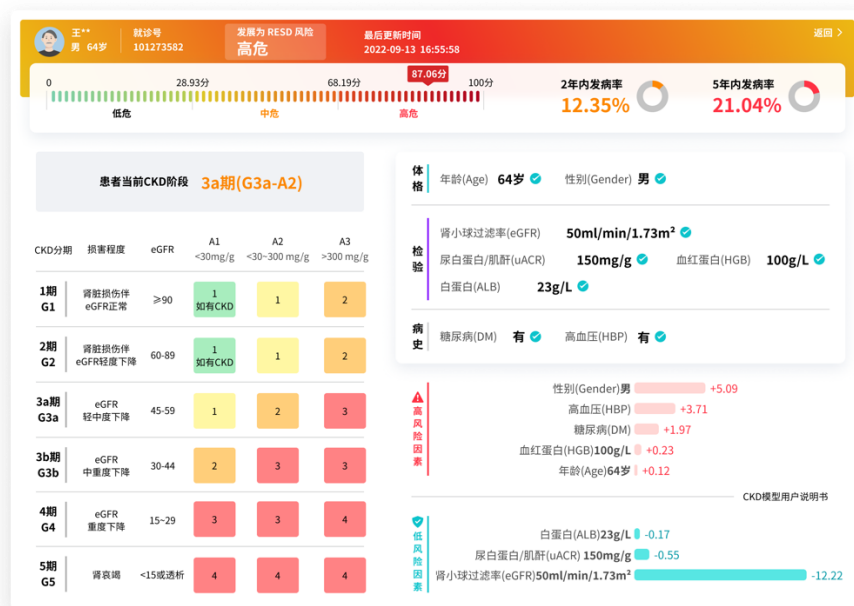 王** 就诊号 发展为 RESD 风险 最后更新时间 返回 >
男 64岁 101273582 高危 2022-09-13 16:55:58
87.06分
0 28.93分 68.19分 100分
低危 中危 高危
2年内发病率
12.35%
5年内发病率
21.04%
患者当前CKD阶段 3a期(G3a-A2)
CKD分期 损害程度 eGFR A1 A2 A3
<30mg/g <30~300 mg/g >300 mg/g
1期 肾脏损伤伴 ≥90 1 1 2
G1 eGFR正常 如有CKD
2期 肾脏损伤伴 60-89 1 1 2
G2 eGFR轻度下降 如有CKD
3a期 eGFR 45-59 1 2 3
G3a 轻中度下降
3b期 eGFR 30-44 2 3 3
G3b 中重度下降
4期 eGFR 15~29 3 3 4
G4 重度下降
5期 肾哀竭 <15或透析 4 4 4
G5
体格
年龄(Age) 64岁 性别(Gender) 男
检验
肾小球过滤率(eGFR) 50ml/min/1.73m²
尿白蛋白/肌酐(uACR) 150mg/g 血红蛋白(HGB) 100g/L
白蛋白(ALB) 23g/L
病史
糖尿病(DM) 有 高血压(HBP) 有
高风险因素
性别(Gender)男 +5.09
高血压(HBP) +3.71
糖尿病(DM) +1.97
血红蛋白(HGB)100g/L +0.23
年龄(Age)64岁 +0.12
CKD模型用户说明书
低风险因素
白蛋白(ALB)23g/L -0.17
尿白蛋白/肌酐(uACR) 150mg/g -0.55
肾小球过滤率(eGFR)50ml/min/1.73m² -12.22